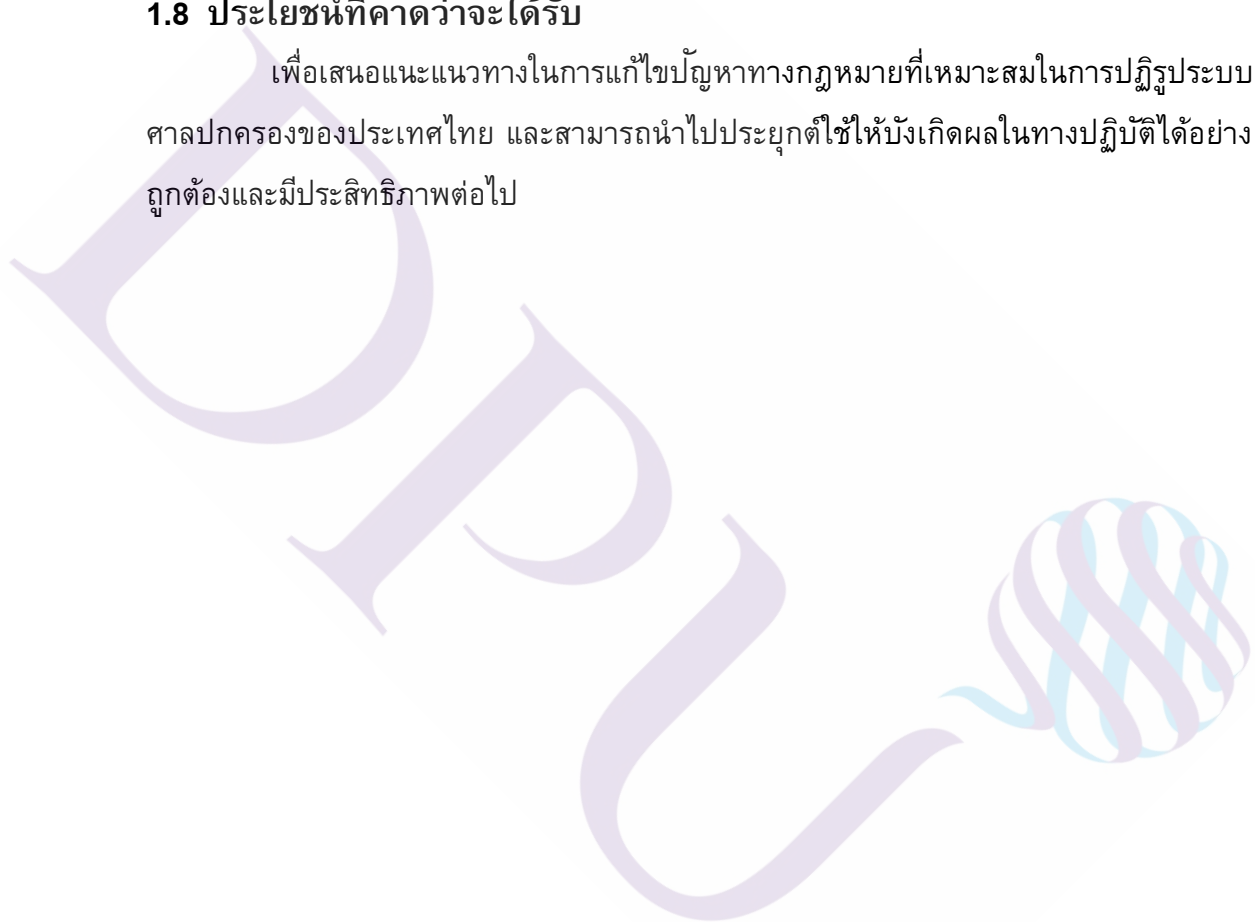 1.8 ประโยชน์ที่คาดว่าจะได้รับ
เพื่อเสนอแนะแนวทางในการแก้ไขปัญหาทางกฎหมายที่เหมาะสมในการปฏิรูประบบ
ศาลปกครองของประเทศไทย และสามารถนำไปประยุกต์ใช้ให้บังเกิดผลในทางปฏิบัติได้อย่าง
ถูกต้องและมีประสิทธิภาพต่อไป
DPU